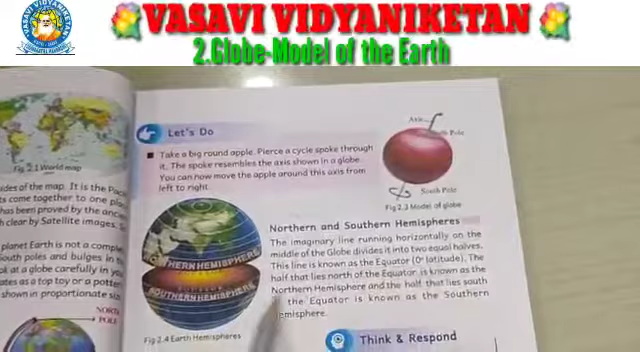 VASAVI VIDYANIKETAN
VASAVI VIDYANIKETAN
2.Globe-Model of the Earth
Fig 2.1 World map
ides of the map. It is the Pacif
ts come together to one plac
has been proved by the ancie
h clear by Satellite images. S
planet Earth is not a comple
outh poles and bulges in th
ok at a globe carefully in you
ates as a top toy or a potter
shown in proportionate siz
NORTH
POLE
Let's Do
Take a big round apple. Pierce a cycle spoke through
it. The spoke resembles the axis shown in a globe.
You can now move the apple around this axis from
left to right.
Axis
South Pole
Fig 2.3 Model of globe
NORTHERN HEMISPHERE
SOUTHERN HEMISPHERE
Fig 2.4 Earth Hemispheres
Northern and Southern Hemispheres
The imaginary line running horizontally on the
middle of the Globe divides it into two equal halves.
This line is known as the Equator (0° latitude). The
half that lies north of the Equator is known as the
Northern Hemisphere and the half that lies south
the Equator is known as the Southern
emisphere.
Think & Respond